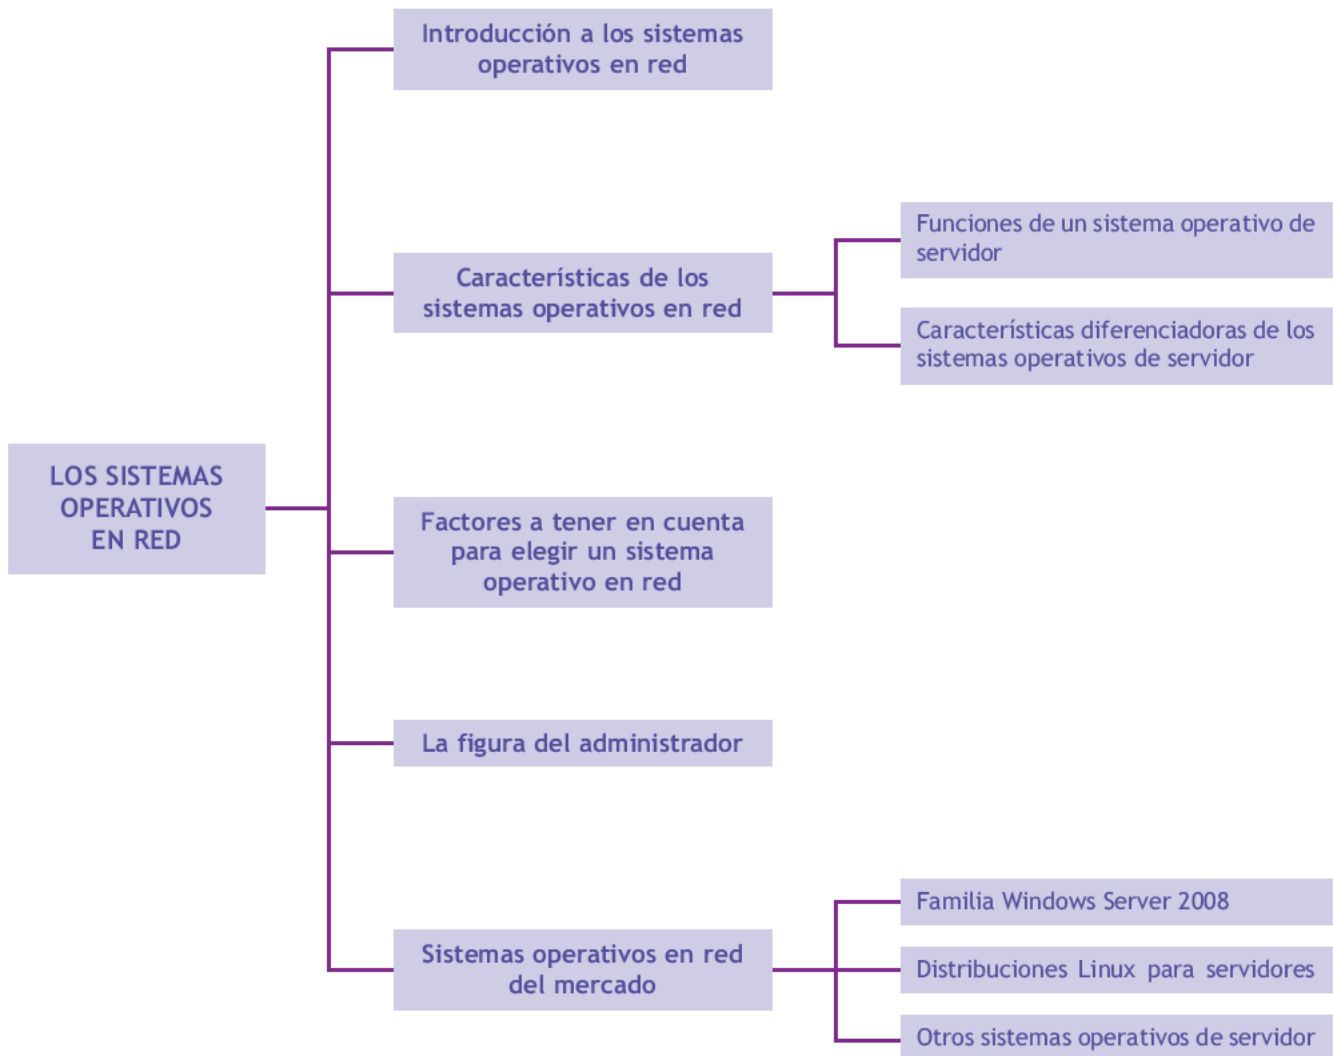 Introducción a los sistemas
operativos en red
Funciones de un sistema operativo de
servidor
Características de los
sistemas operativos en red
Características diferenciadoras de los
sistemas operativos de servidor
LOS SISTEMAS
OPERATIVOS
EN RED
Factores a tener en cuenta
para elegir un sistema
operativo en red
La figura del administrador
Sistemas operativos en red
del mercado
Familia Windows Server 2008
Distribuciones Linux para servidores
Otros sistemas operativos de servidor